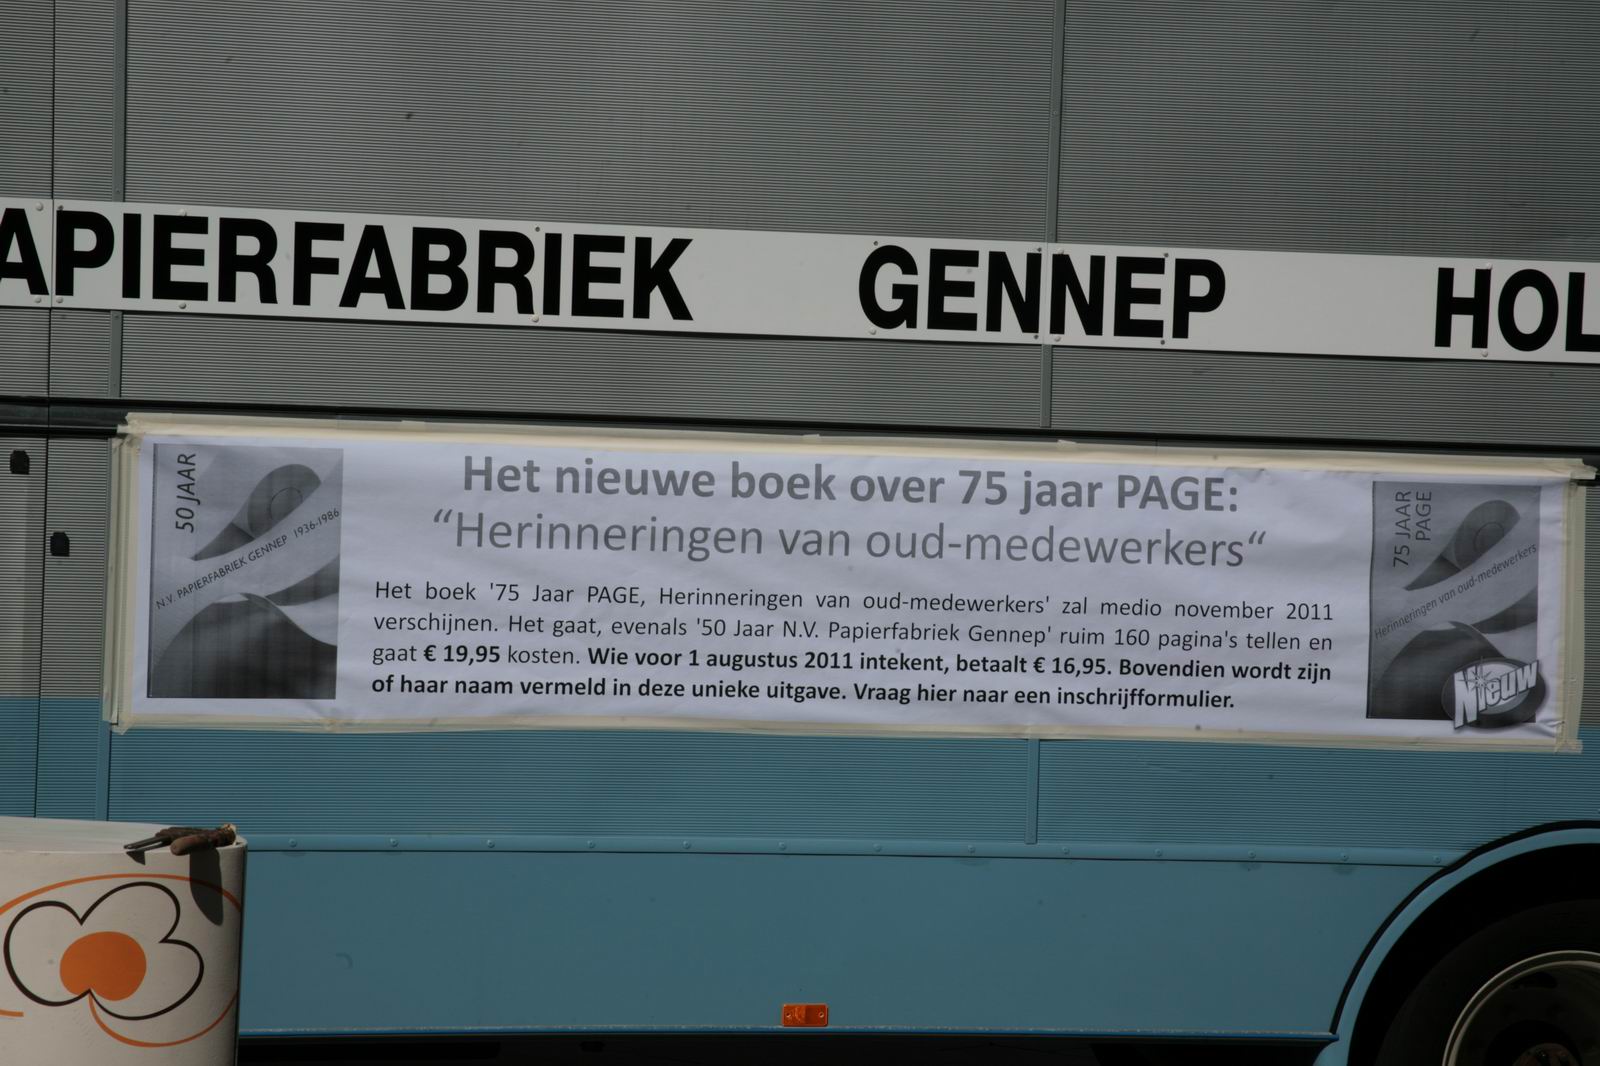 APIERFABRIEK GENNEP HOL
50 JAAR
N.V. PAPIERFABRIEK GENNEP 1936-1986
Het nieuwe boek over 75 jaar PAGE:
“Herinneringen van oud-medewerkers“
Het boek '75 Jaar PAGE, Herinneringen van oud-medewerkers' zal medio november 2011
verschijnen. Het gaat, evenals '50 Jaar N.V. Papierfabriek Gennep' ruim 160 pagina's tellen en
gaat € 19,95 kosten. Wie voor 1 augustus 2011 intekent, betaalt € 16,95. Bovendien wordt zijn
of haar naam vermeld in deze unieke uitgave. Vraag hier naar een inschrijfformulier.
75 JAAR
PAGE
Herinneringen van oud-medewerkers
Nieuw